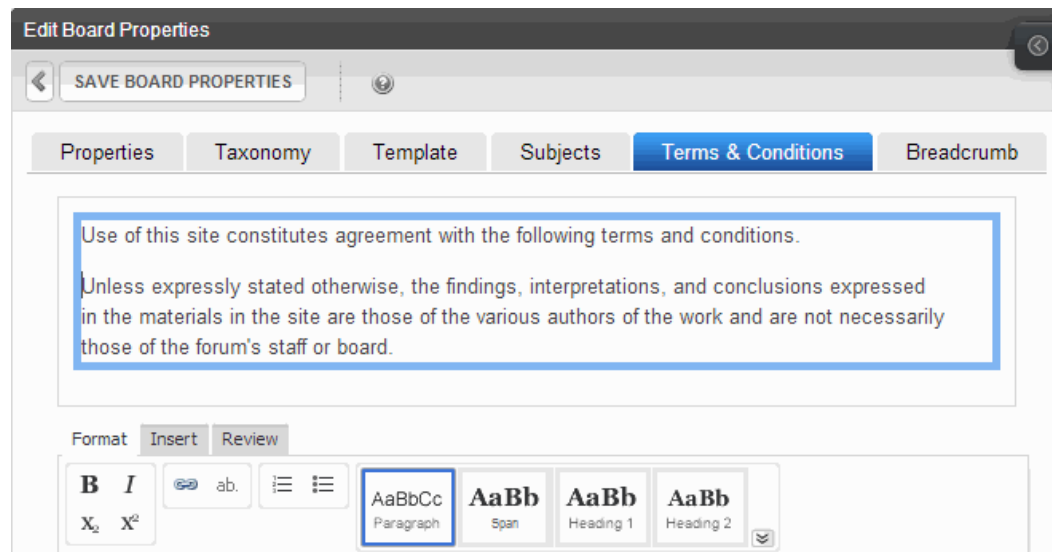 Edit Board Properties
SAVE BOARD PROPERTIES
Properties Taxonomy Template Subjects Terms & Conditions Breadcrumb
Use of this site constitutes agreement with the following terms and conditions.
Unless expressly stated otherwise, the findings, interpretations, and conclusions expressed
in the materials in the site are those of the various authors of the work and are not necessarily
those of the forum's staff or board.
Format Insert Review
B I ab. AaBbCc AaBb AaBb AaBb
X₂ X² Paragraph Span Heading 1 Heading 2